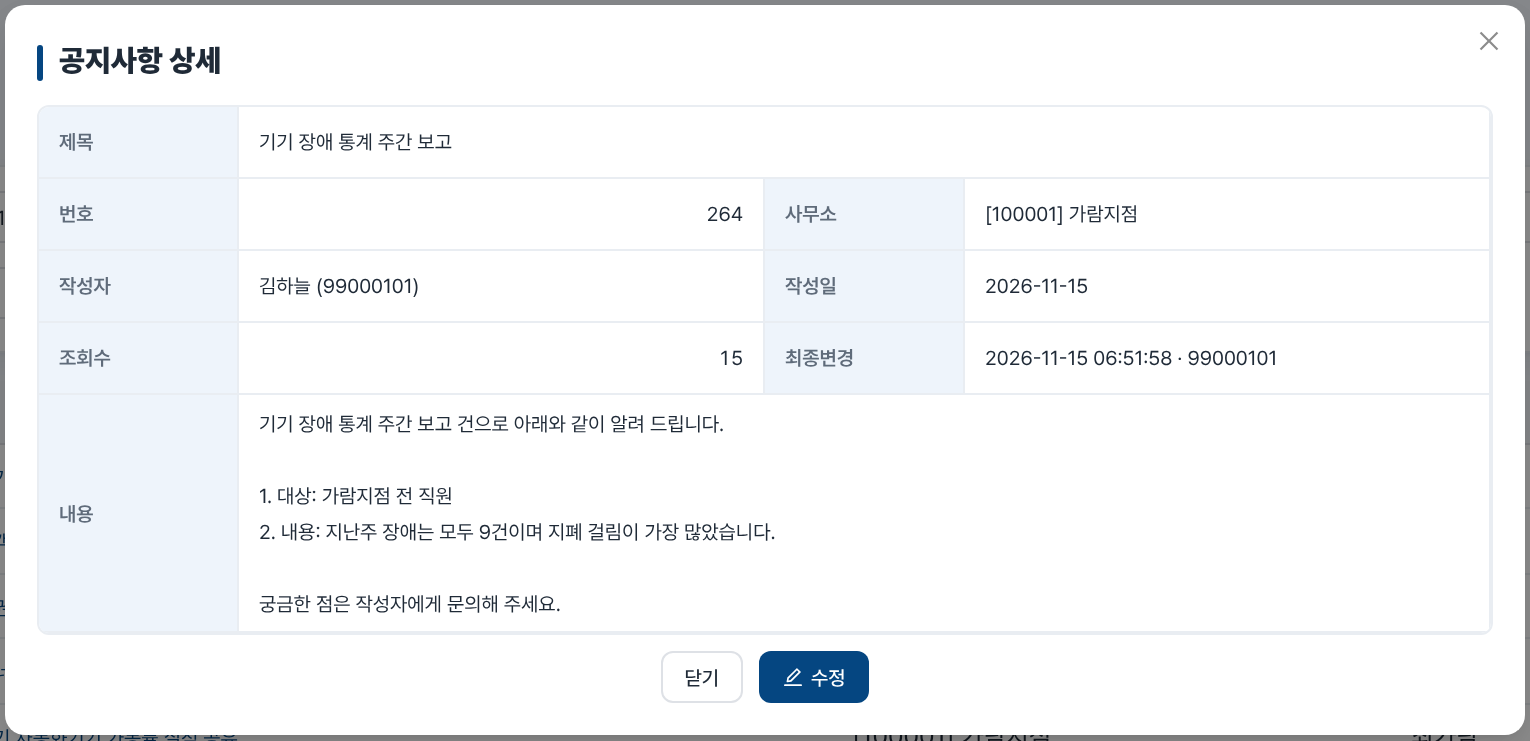 공지사항 상세
제목 기기 장애 통계 주간 보고
번호 264 사무소 [100001] 가람지점
작성자 김하늘 (99000101) 작성일 2026-11-15
조회수 15 최종변경 2026-11-15 06:51:58 · 99000101
내용
기기 장애 통계 주간 보고 건으로 아래와 같이 알려 드립니다.
1. 대상: 가람지점 전 직원
2. 내용: 지난주 장애는 모두 9건이며 지폐 걸림이 가장 많았습니다.
궁금한 점은 작성자에게 문의해 주세요.
닫기 수정